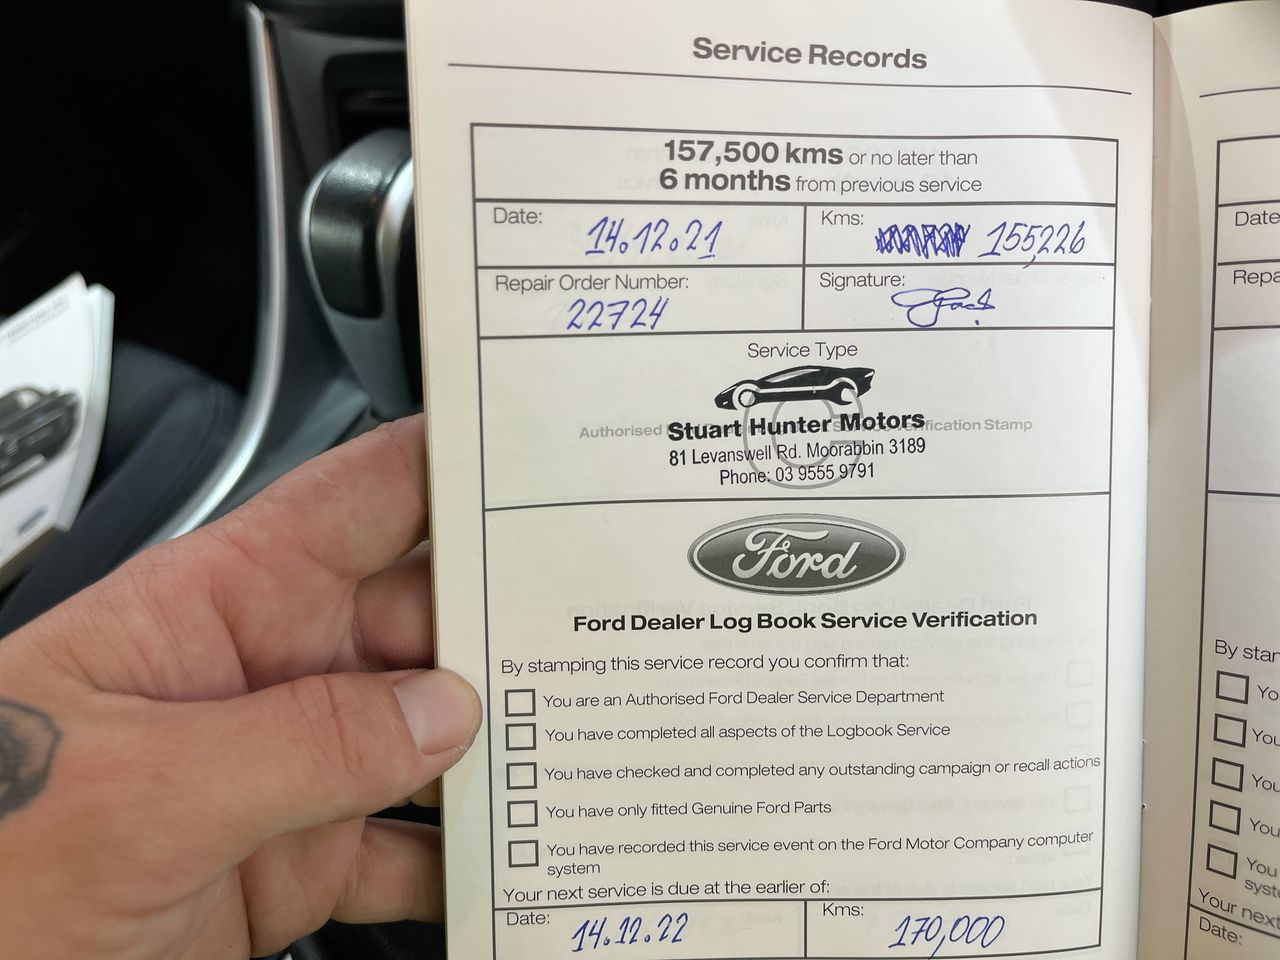 Service Records
157,500 kms or no later than
6 months from previous service
Date: 14.12.21
Kms: 155,226
Repair Order Number: 22724
Signature:
Service Type
Authorised Service Verification Stamp
C
Stuart Hunter Motors
81 Levanswell Rd. Moorabbin 3189
Phone: 03 9555 9791
Ford
Ford Dealer Log Book Service Verification
By stamping this service record you confirm that:
You are an Authorised Ford Dealer Service Department
You have completed all aspects of the Logbook Service
You have checked and completed any outstanding campaign or recall actions
You have only fitted Genuine Ford Parts
You have recorded this service event on the Ford Motor Company computer
system
Your next service is due at the earlier of:
Date: 14.12.22
Kms: 170,000
Date
Repa
By star
Yo
You
You
You
You
syste
Your next
Date: